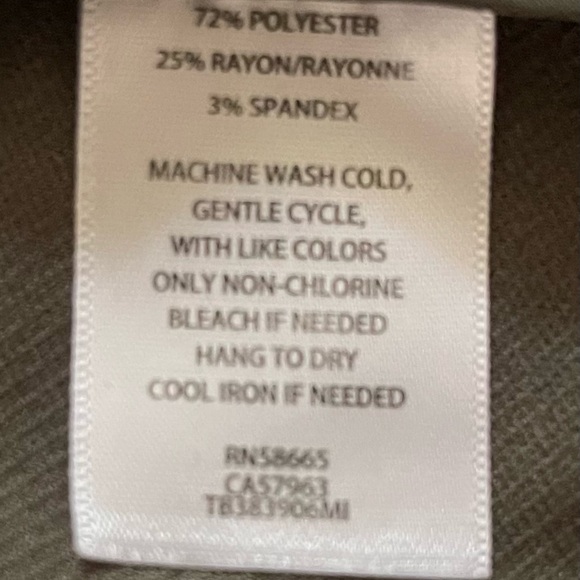 72% POLYESTER
25% RAYON/RAYONNE
3% SPANDEX
MACHINE WASH COLD,
GENTLE CYCLE,
WITH LIKE COLORS
ONLY NON-CHLORINE
BLEACH IF NEEDED
HANG TO DRY
COOL IRON IF NEEDED
RN58665
CA57963
TB383906MI